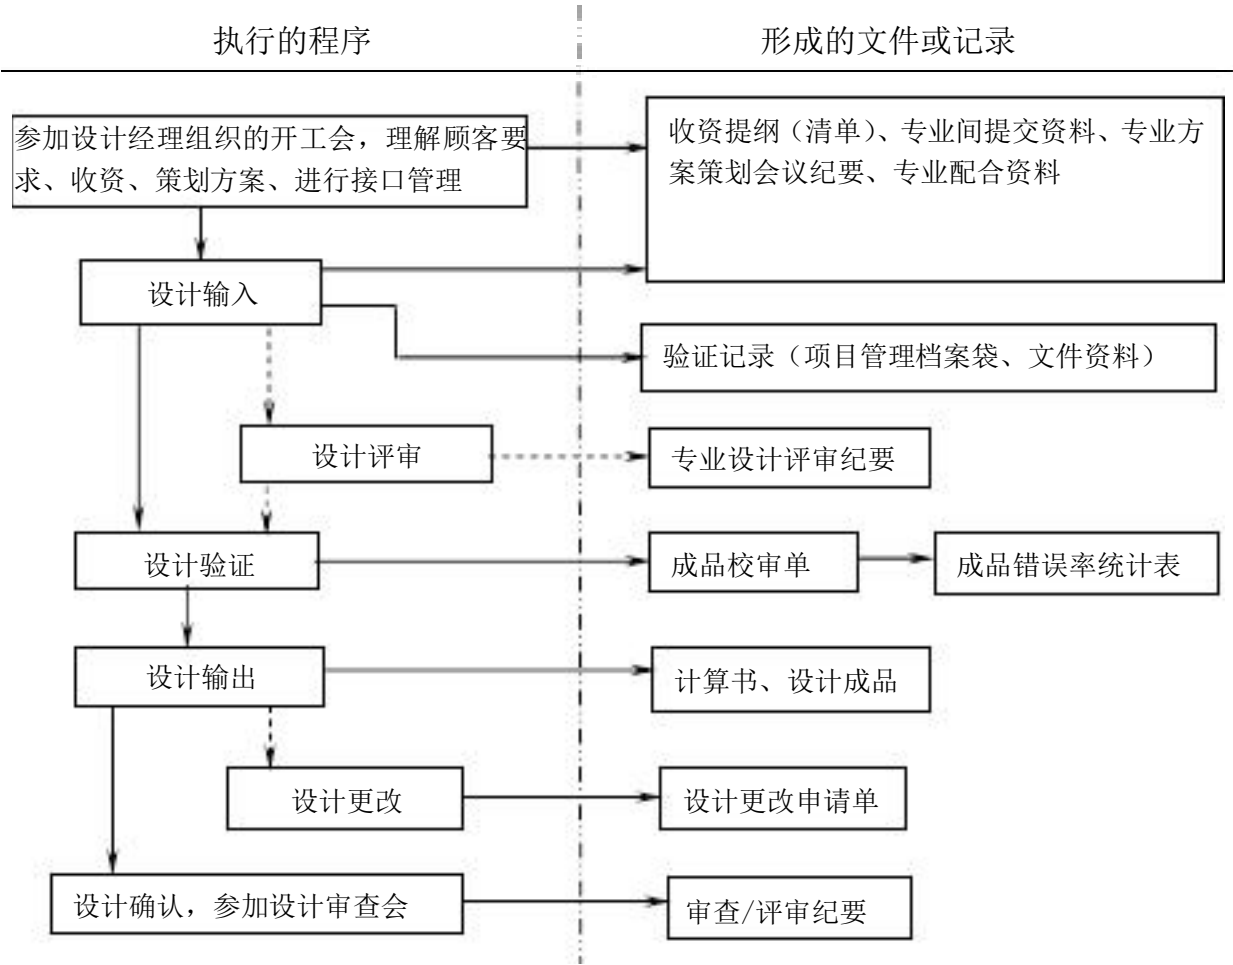 执行的程序
形成的文件或记录
参加设计经理组织的开工会，理解顾客要
求、收资、策划方案、进行接口管理
收资提纲（清单）、专业间提交资料、专业方
案策划会议纪要、专业配合资料
设计输入
验证记录（项目管理档案袋、文件资料）
设计评审
专业设计评审纪要
设计验证
成品校审单
成品错误率统计表
设计输出
计算书、设计成品
设计更改
设计更改申请单
设计确认，参加设计审查会
审查/评审纪要